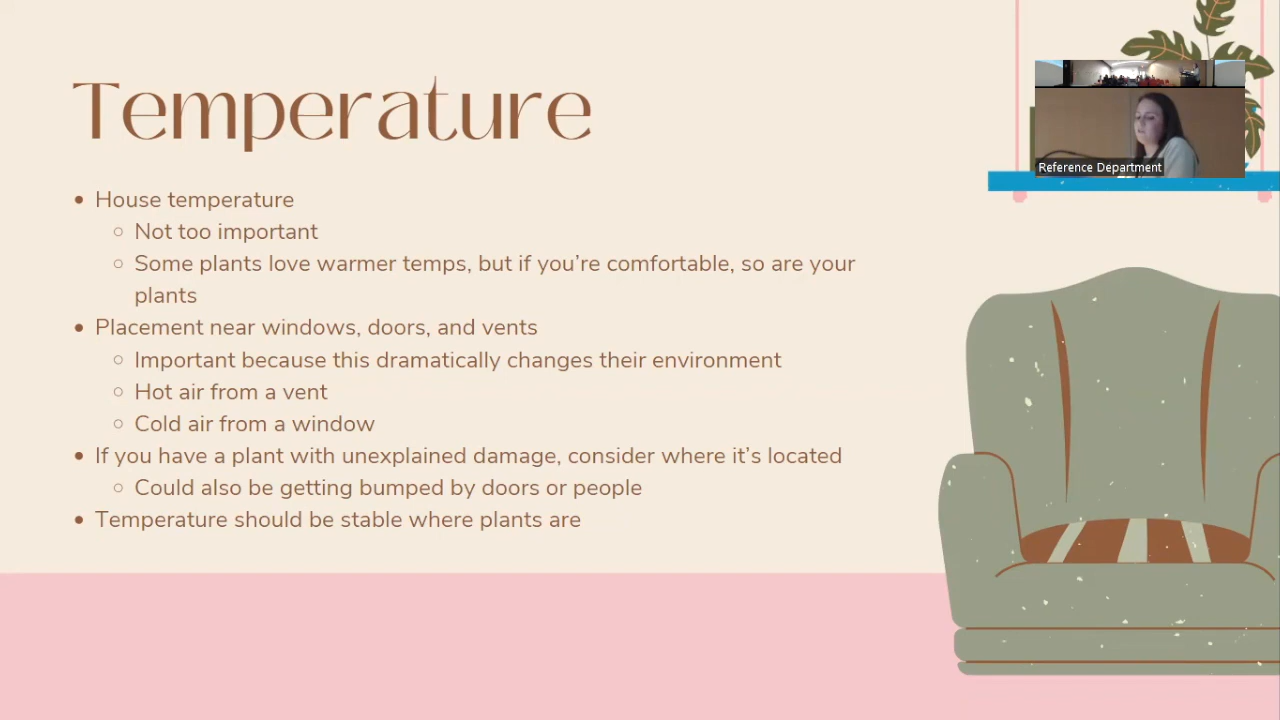 Temperature
Reference Department
• House temperature
○ Not too important
○ Some plants love warmer temps, but if you're comfortable, so are your
plants
• Placement near windows, doors, and vents
○ Important because this dramatically changes their environment
○ Hot air from a vent
○ Cold air from a window
• If you have a plant with unexplained damage, consider where it's located
○ Could also be getting bumped by doors or people
• Temperature should be stable where plants are